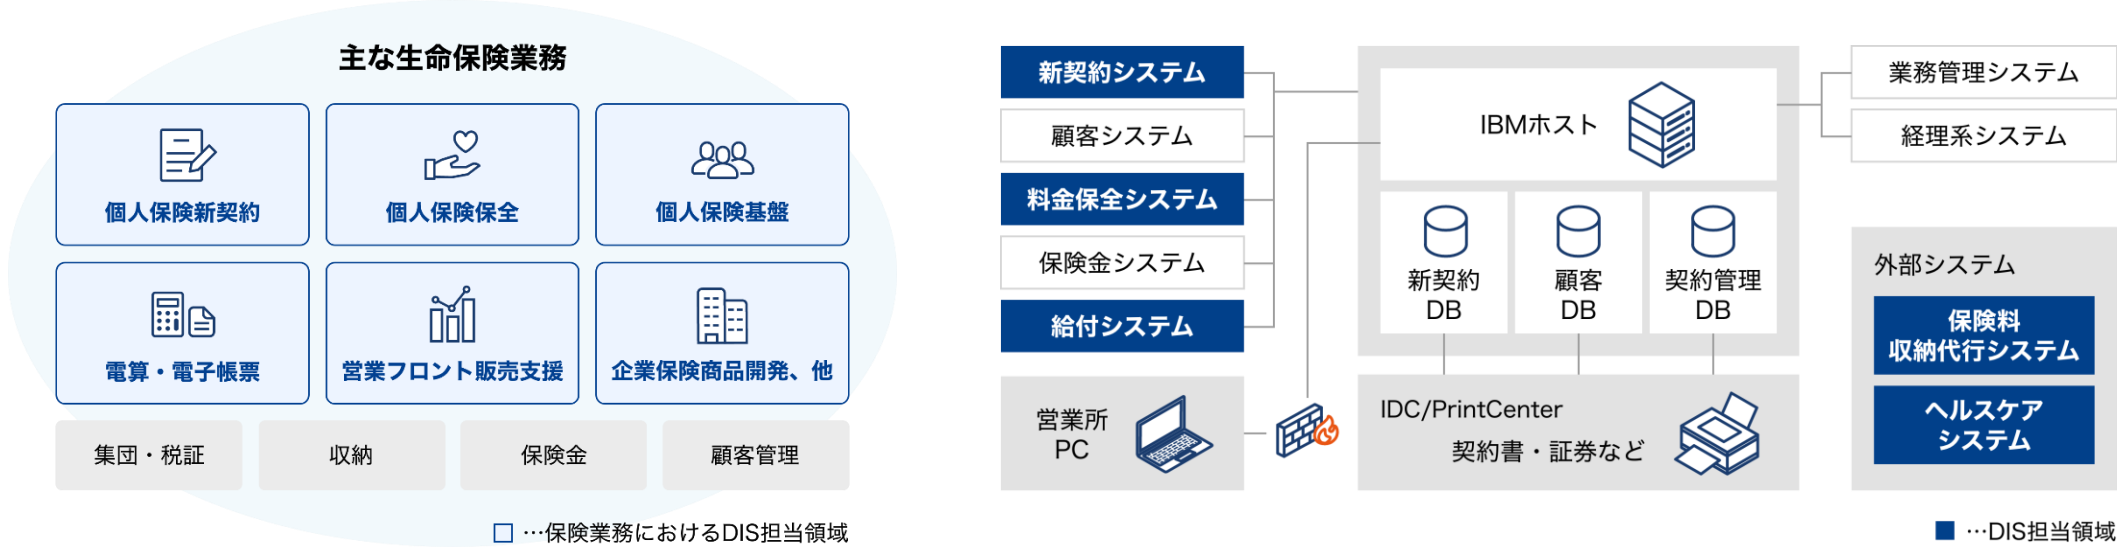 主な生命保険業務
個人保険新契約
個人保険保全
個人保険基盤
電算・電子帳票
営業フロント販売支援
企業保険商品開発、他
集団・税証
収納
保険金
顧客管理
…保険業務におけるDIS担当領域
新契約システム
顧客システム
料金保全システム
保険金システム
給付システム
営業所
PC
IBMホスト
新契約
DB
顧客
DB
契約管理
DB
IDC/PrintCenter
契約書・証券など
業務管理システム
経理系システム
外部システム
保険料
収納代行システム
ヘルスケア
システム
…DIS担当領域